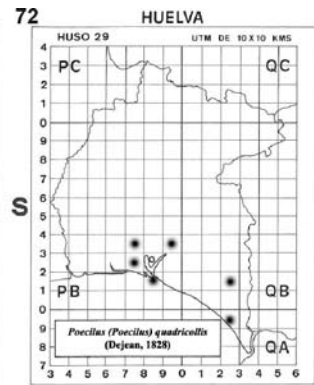 72 HUELVA
HUSO 29 UTM DE 10 X 10 KMS
4
PC QC
3
2
1
0
9
8
7
6
S
5
4
3
2
1
PB QB
0
9
8
Poecilus (Poecilus) quadricollis
(Dejean, 1828)
QA
7
3 4 5 6 7 8 9 0 1 2 3 4 5 6